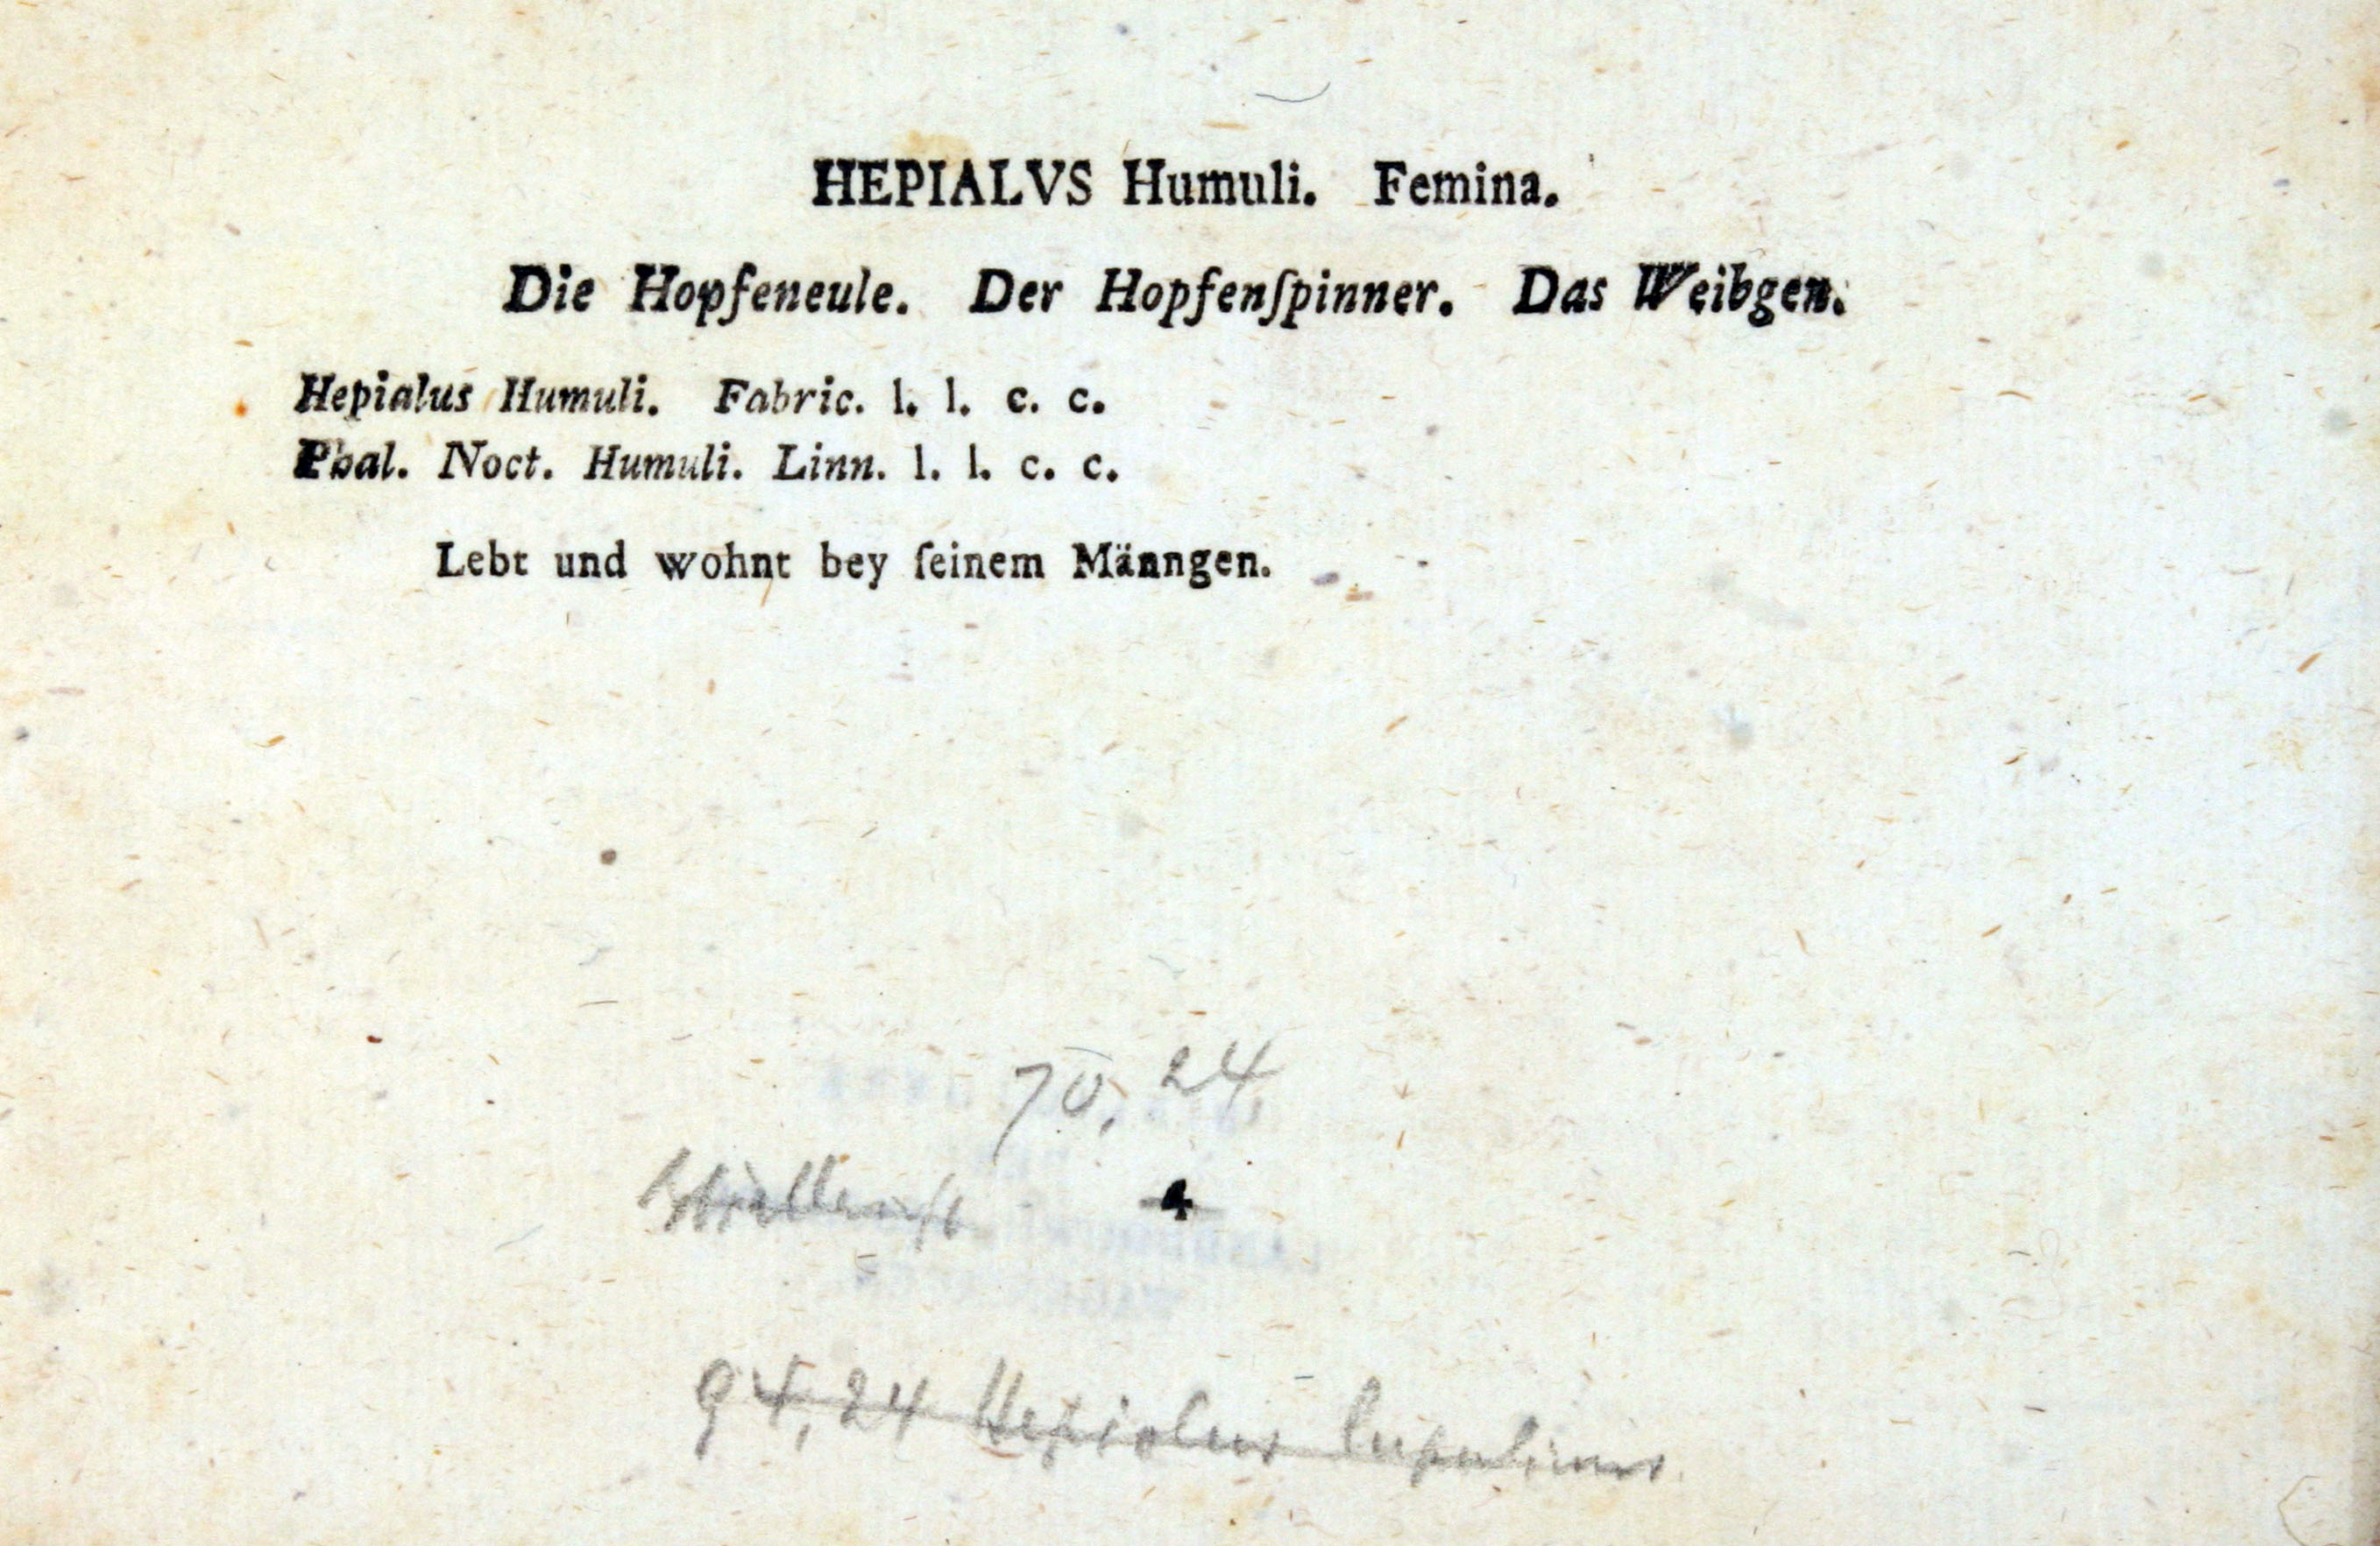 HEPIALVS Humuli. Femina.
Die Hopfeneule. Der Hopfenſpinner. Das Weibgen.
Hepialus Humuli. Fabric. l. l. c. c.
Phal. Noct. Humuli. Linn. l. l. c. c.
Lebt und wohnt bey ſeinem Männgen.
70, 24
4
94, 24 Hepiolus lupulinus